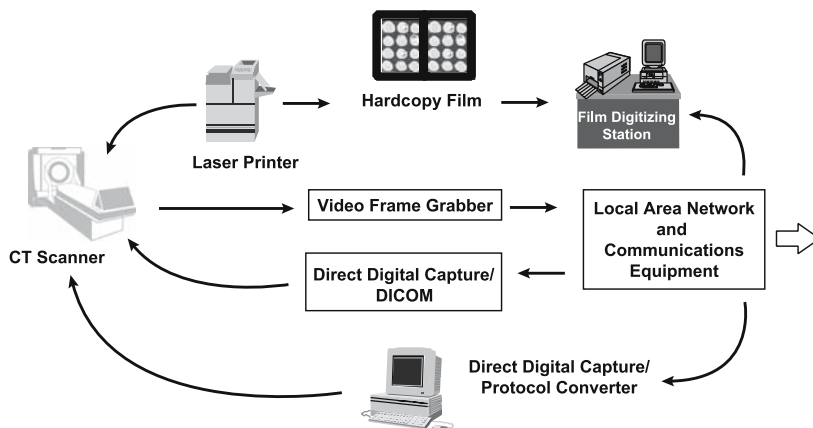 Hardcopy Film
Film Digitizing
Station
Laser Printer
Video Frame Grabber
Local Area Network
and
Communications
Equipment
CT Scanner
Direct Digital Capture/
DICOM
Direct Digital Capture/
Protocol Converter